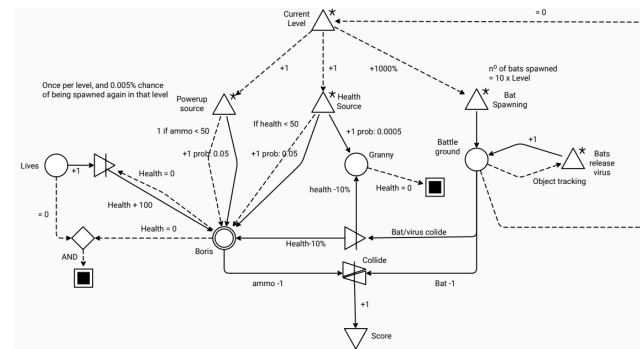 Current
Level
= 0
+1
+1
+1000%
nº of bats spawned
= 10 x Level
Once per level, and 0.005% chance
of being spawned again in that level
Powerup
source
Health
Source
Bat
Spawning
1 if ammo < 50
If health < 50
+1 prob: 0.0005
Battle
ground
+1
Bats
release
virus
Lives
+1
+1 prob: 0.05
+1 prob: 0.05
Granny
Object tracking
Health = 0
health -10%
Health = 0
Health + 100
= 0
Health = 0
Bat/virus colide
AND
Boris
Health-10%
Collide
ammo -1
Bat -1
+1
Score